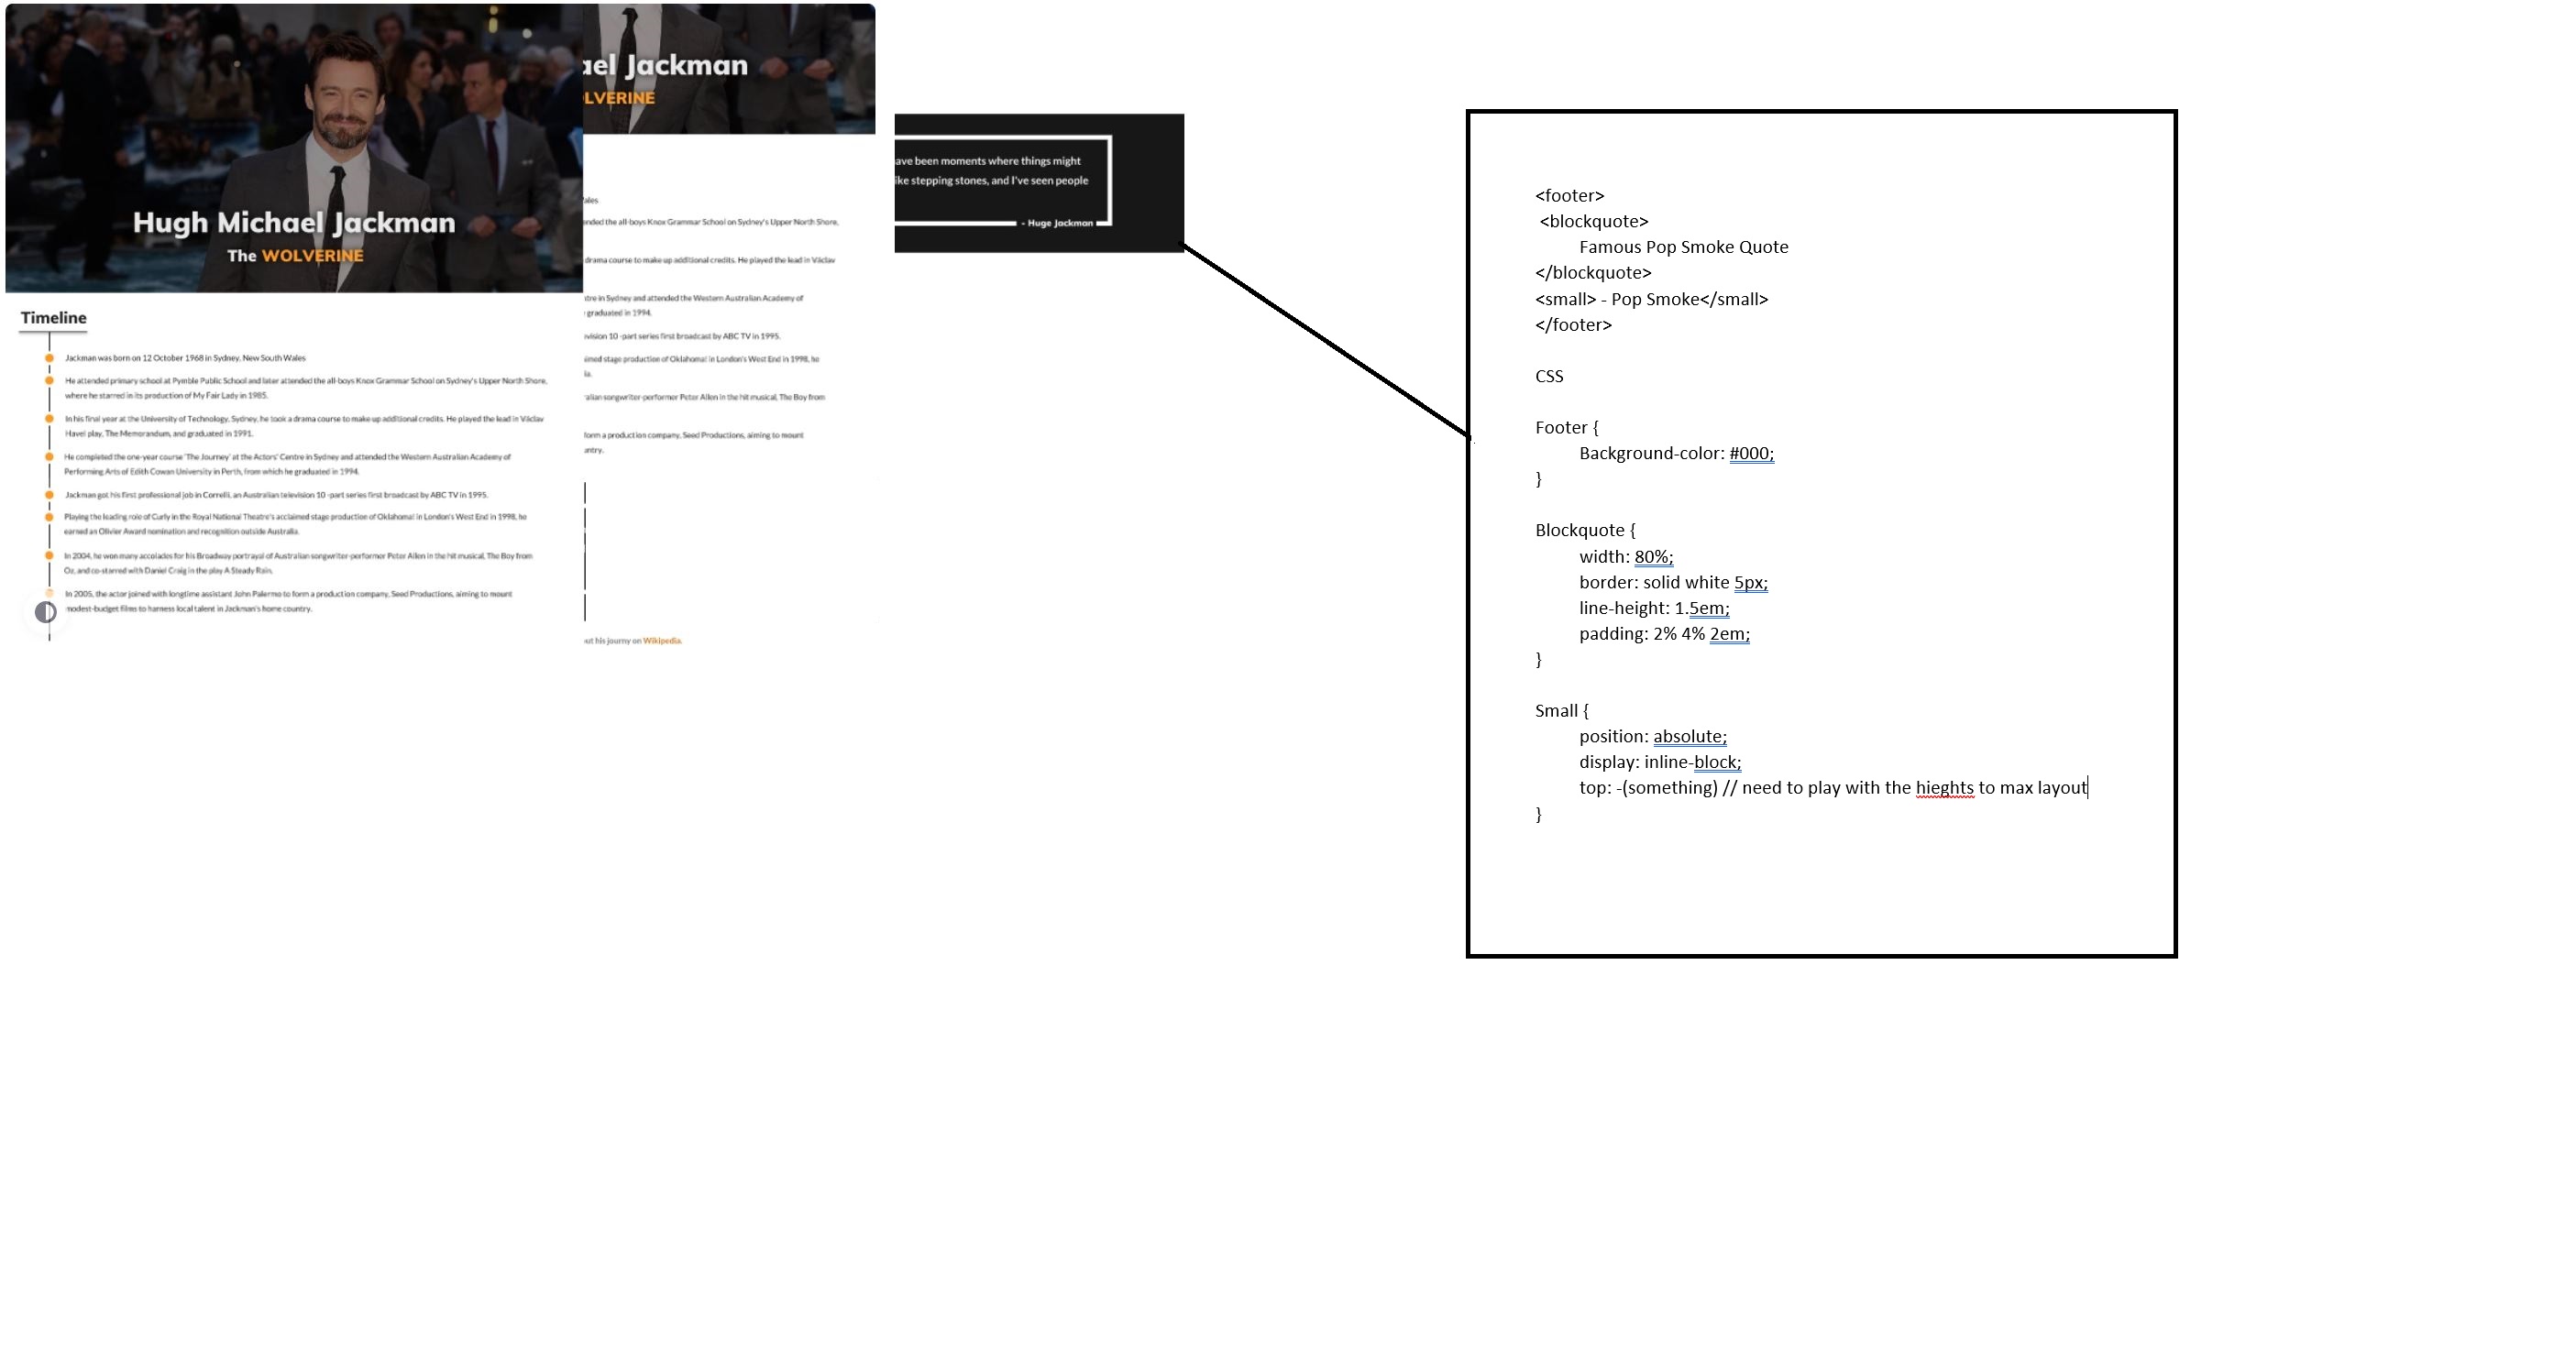 Hugh Michael Jackman
The WOLVERINE
Timeline
Jackman was born on 12 October 1968 in Sydney, New South Wales
He attended primary school at Pymble Public School and later attended the all-boys Knox Grammar School on Sydney's Upper North Shore,
where he starred in its production of My Fair Lady in 1985.
In his final year at the University of Technology, Sydney, he took a drama course to make up additional credits. He played the lead in Václav
Havel play, The Memorandum, and graduated in 1991.
He completed the one-year course 'The Journey' at the Actors' Centre in Sydney and attended the Western Australian Academy of
Performing Arts of Edith Cowan University in Perth, from which he graduated in 1994.
Jackman got his first professional job in Correlli, an Australian television 10 -part series first broadcast by ABC TV in 1995.
Playing the leading role of Curly in the Royal National Theatre's acclaimed stage production of Oklahoma! in London's West End in 1998, he
earned an Olivier Award nomination and recognition outside Australia.
In 2004, he won many accolades for his Broadway portrayal of Australian songwriter-performer Peter Allen in the hit musical, The Boy from
Oz, and co-starred with Daniel Craig in the play A Steady Rain.
In 2005, the actor joined with longtime assistant John Palermo to form a production company, Seed Productions, aiming to mount
modest-budget films to harness local talent in Jackman's home country.
ael Jackman
LVERINE
ales
ended the all-boys Knox Grammar School on Sydney's Upper North Shore,
drama course to make up additional credits. He played the lead in Václav
tre in Sydney and attended the Western Australian Academy of
graduated in 1994.
vision 10 -part series first broadcast by ABC TV in 1995.
imed stage production of Oklahoma! in London's West End in 1998, he
ia.
alian songwriter-performer Peter Allen in the hit musical, The Boy from
form a production company, Seed Productions, aiming to mount
untry.
ut his journy on Wikipedia.
ave been moments where things might
ike stepping stones, and I've seen people
- Huge Jackman
<footer>
<blockquote>
Famous Pop Smoke Quote
</blockquote>
<small> - Pop Smoke</small>
</footer>
CSS
Footer {
Background-color: #000;
}
Blockquote {
width: 80%;
border: solid white 5px;
line-height: 1.5em;
padding: 2% 4% 2em;
}
Small {
position: absolute;
display: inline-block;
top: -(something) // need to play with the hieghts to max layout
}